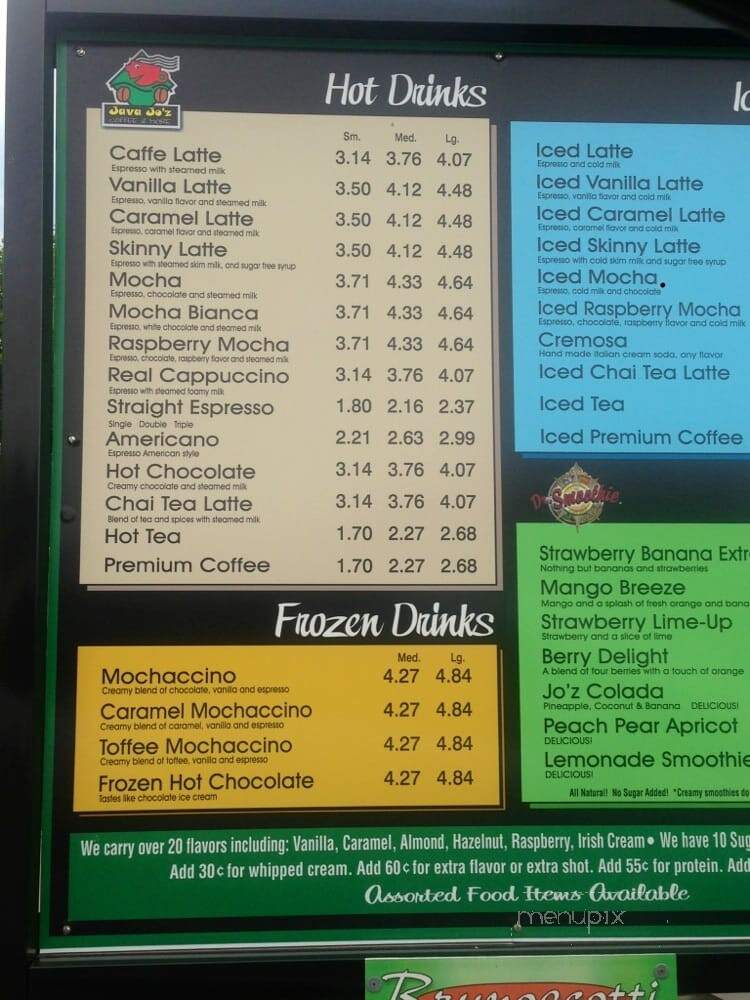 Java Jo'z
COFFEE & MORE
Hot Drinks
Sm. Med. Lg.
Caffe Latte 3.14 3.76 4.07
Espresso with steamed milk
Vanilla Latte 3.50 4.12 4.48
Espresso, vanilla flavor and steamed milk
Caramel Latte 3.50 4.12 4.48
Espresso, caramel flavor and steamed milk
Skinny Latte 3.50 4.12 4.48
Espresso with steamed skim milk, and sugar free syrup
Mocha 3.71 4.33 4.64
Espresso, chocolate and steamed milk
Mocha Bianca 3.71 4.33 4.64
Espresso, white chocolate and steamed milk
Raspberry Mocha 3.71 4.33 4.64
Espresso, chocolate, raspberry flavor and steamed milk
Real Cappuccino 3.14 3.76 4.07
Espresso with steamed foamy milk
Straight Espresso 1.80 2.16 2.37
Single Double Triple
Americano 2.21 2.63 2.99
Espresso American style
Hot Chocolate 3.14 3.76 4.07
Creamy chocolate and steamed milk
Chai Tea Latte 3.14 3.76 4.07
Blend of tea and spices with steamed milk
Hot Tea 1.70 2.27 2.68
Premium Coffee 1.70 2.27 2.68
Frozen Drinks
Med. Lg.
Mochaccino 4.27 4.84
Creamy blend of chocolate, vanilla and espresso
Caramel Mochaccino 4.27 4.84
Creamy blend of caramel, vanilla and espresso
Toffee Mochaccino 4.27 4.84
Creamy blend of toffee, vanilla and espresso
Frozen Hot Chocolate 4.27 4.84
Tastes like chocolate ice cream
Ic
Iced Latte
Espresso and cold milk
Iced Vanilla Latte
Espresso, vanilla flavor and cold milk
Iced Caramel Latte
Espresso, caramel flavor and cold milk
Iced Skinny Latte
Espresso with cold skim milk and sugar free syrup
Iced Mocha
Espresso, cold milk and chocolate
Iced Raspberry Mocha
Espresso, chocolate, raspberry flavor and cold milk
Cremosa
Hand made Italian cream soda, any flavor
Iced Chai Tea Latte
Iced Tea
Iced Premium Coffee
Dr. Smoothie
Strawberry Banana Extr
Nothing but bananas and strawberries
Mango Breeze
Mango and a splash of fresh orange and bana
Strawberry Lime-Up
Strawberry and a slice of lime
Berry Delight
A blend of four berries with a touch of orange
Jo'z Colada
Pineapple, Coconut & Banana DELICIOUS!
Peach Pear Apricot
DELICIOUS!
Lemonade Smoothie
DELICIOUS!
All Natural! No Sugar Added! *Creamy smoothies do
We carry over 20 flavors including: Vanilla, Caramel, Almond, Hazelnut, Raspberry, Irish Cream • We have 10 Sug
Add 30¢ for whipped cream. Add 60¢ for extra flavor or extra shot. Add 55¢ for protein. Add
Assorted Food Items Available
menupix
Brunoscotti